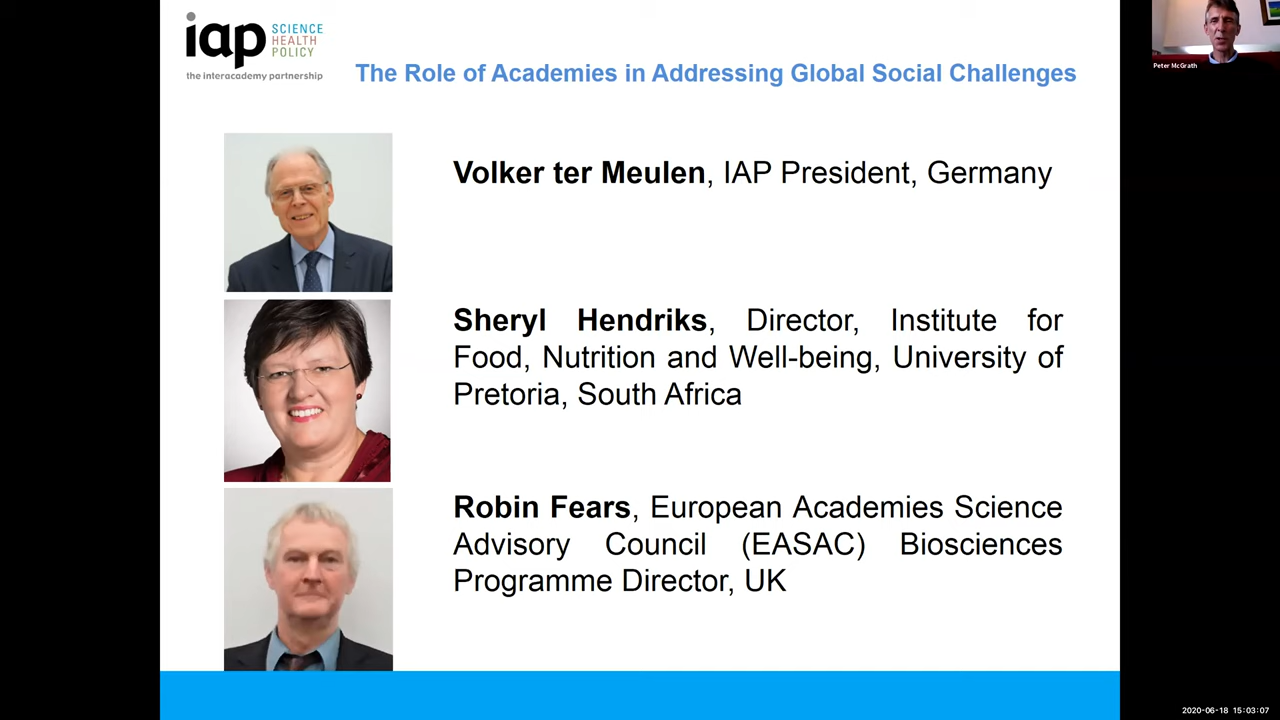 iap SCIENCE
HEALTH
POLICY
the interacademy partnership
The Role of Academies in Addressing Global Social Challenges
Peter McGrath
Volker ter Meulen, IAP President, Germany
Sheryl Hendriks, Director, Institute for
Food, Nutrition and Well-being, University of
Pretoria, South Africa
Robin Fears, European Academies Science
Advisory Council (EASAC) Biosciences
Programme Director, UK
2020-06-18 15:03:07